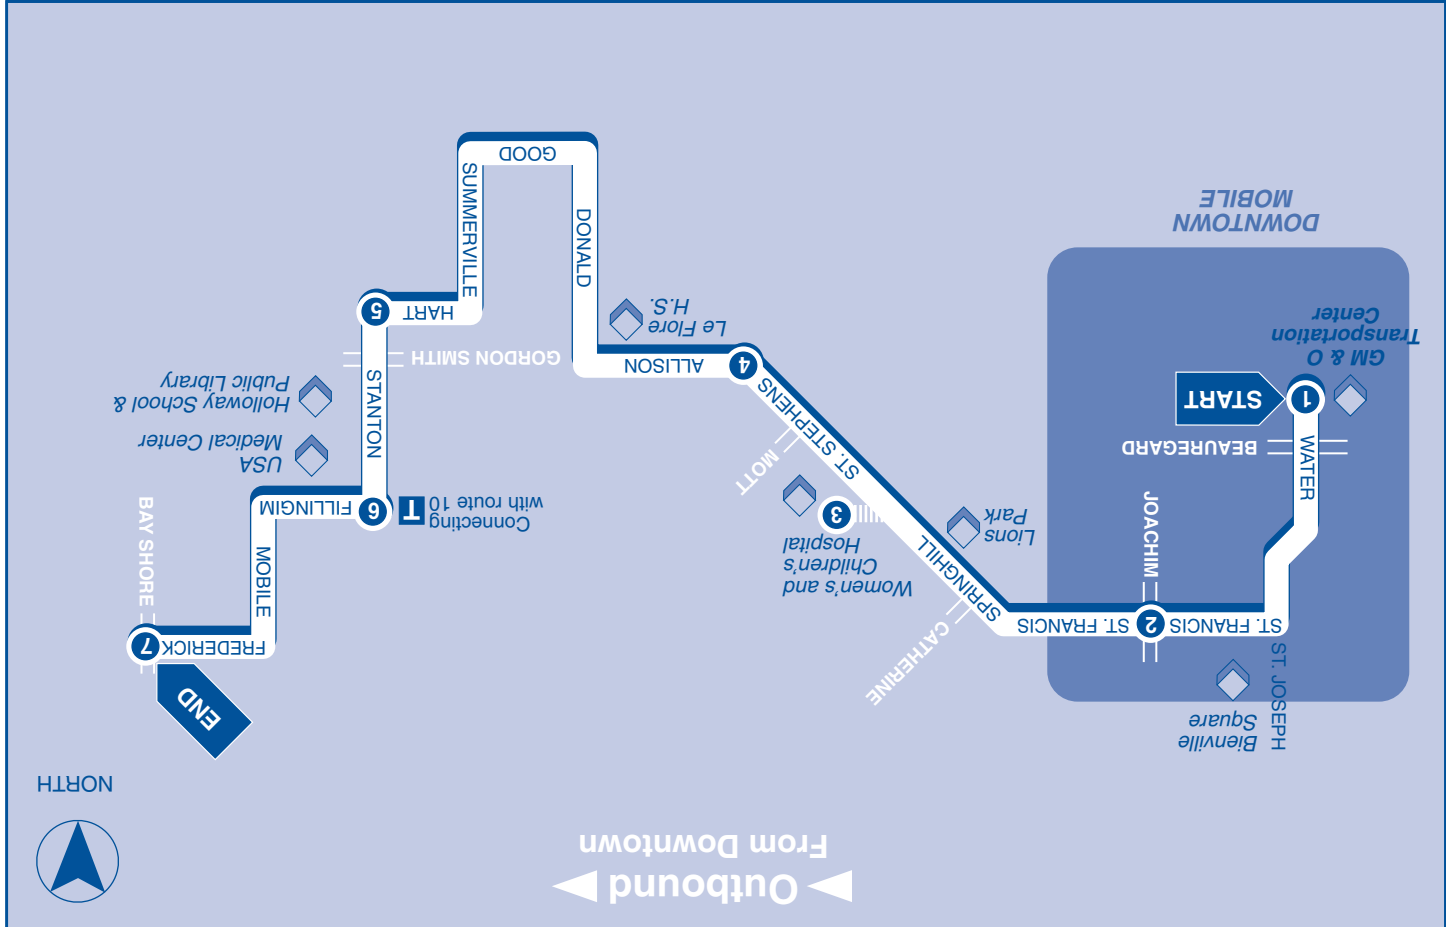 Outbound
From Downtown
NORTH
END
7
FREDERICK
BAY SHORE
MOBILE
FILLINGIM
6
T
Connecting
with route 10
USA
Medical Center
Holloway School &
Public Library
STANTON
GORDON SMITH
5
HART
SUMMERVILLE
GOOD
DONALD
Le Flore
H.S.
ALLISON
4
ST. STEPHENS
MOTT
3
Women's and
Children's
Hospital
Lions
Park
SPRINGHILL
CATHERINE
ST. FRANCIS
2
ST. FRANCIS
JOACHIM
Bienville
Square
ST. JOSEPH
WATER
BEAUREGARD
START
1
GM & O
Transportation
Center
DOWNTOWN
MOBILE